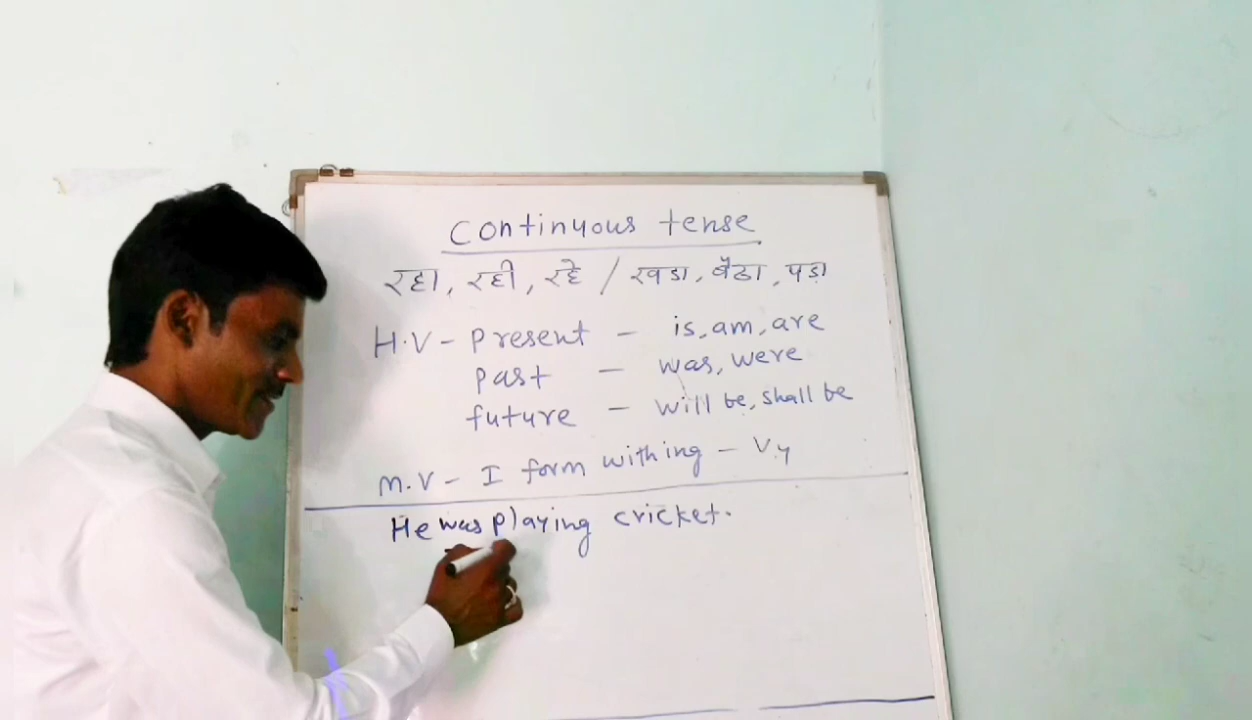 Continuous tense
रहा, रही, रहे / खडा, बैठा, पड़ा
H.V - Present - is, am, are
past - was, were
future - will be, shall be
M.V - I form with ing - V4
He was playing cricket.